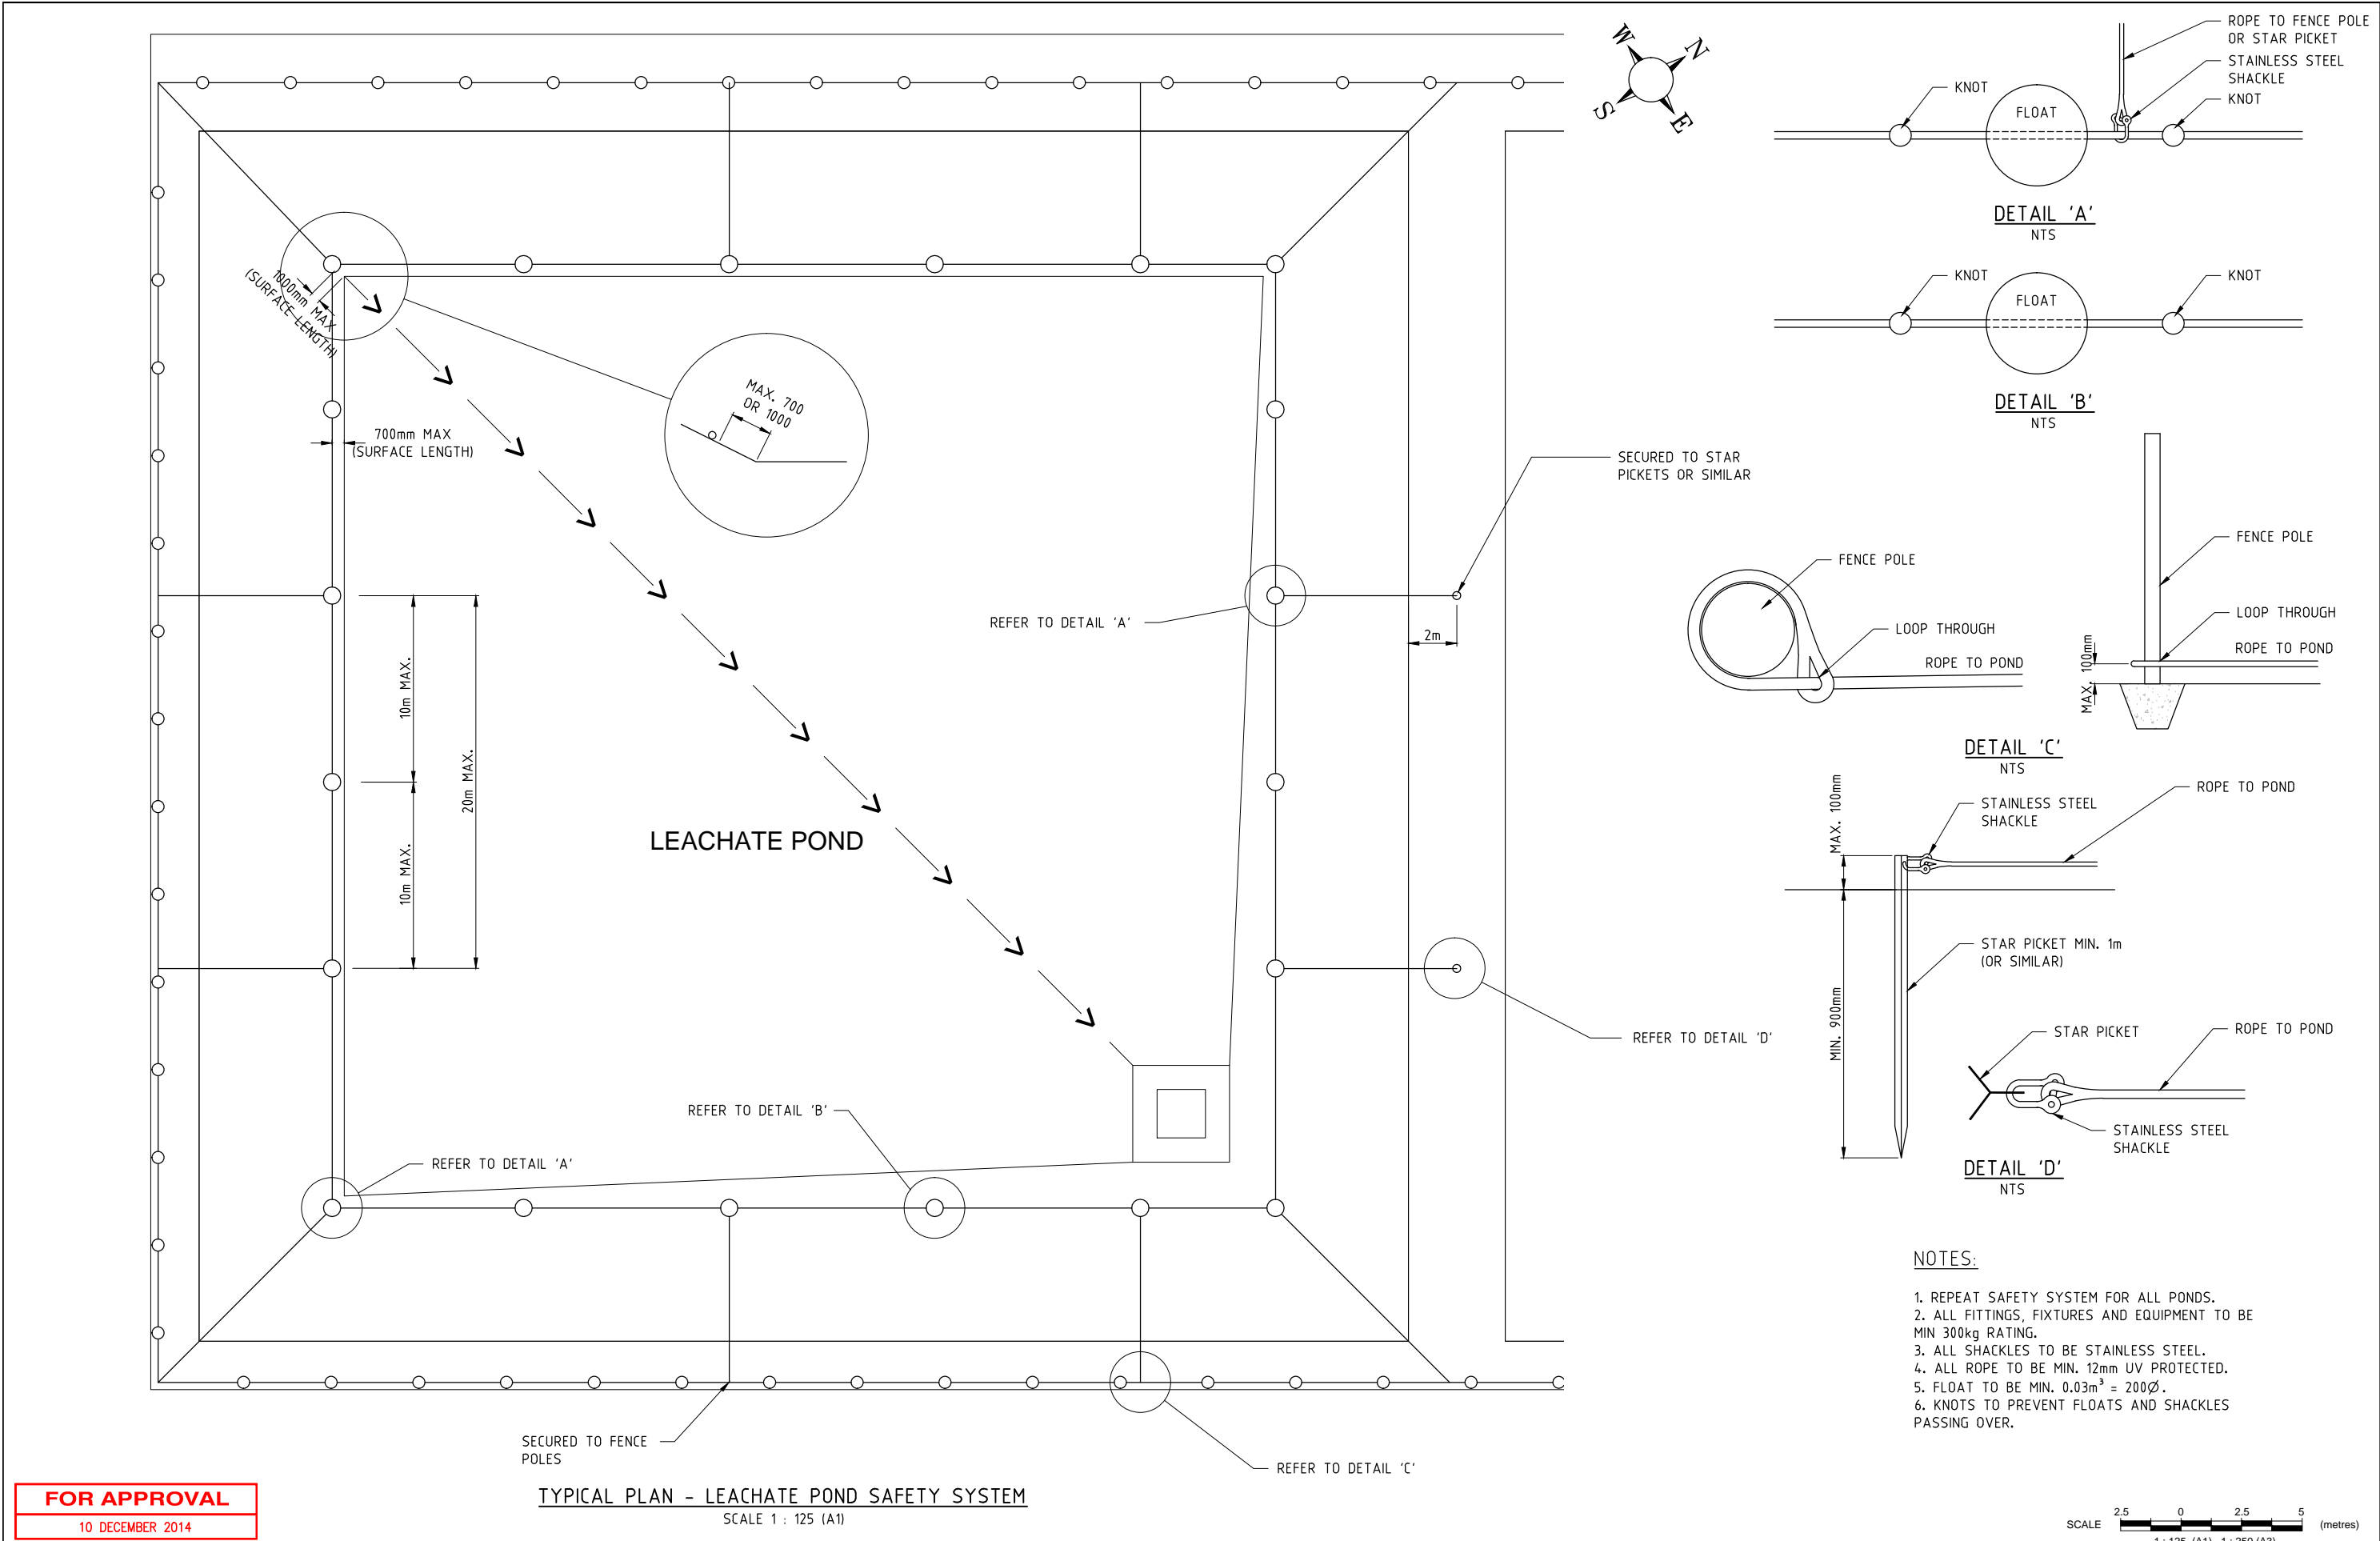 W
N
S
E
1000mm MAX
(SURFACE LENGTH)
700mm MAX
(SURFACE LENGTH)
MAX. 700
OR 1000
10m MAX.
20m MAX.
10m MAX.
LEACHATE POND
REFER TO DETAIL 'A'
2m
SECURED TO STAR
PICKETS OR SIMILAR
REFER TO DETAIL 'D'
REFER TO DETAIL 'B'
REFER TO DETAIL 'A'
SECURED TO FENCE
POLES
REFER TO DETAIL 'C'
TYPICAL PLAN - LEACHATE POND SAFETY SYSTEM
SCALE 1 : 125 (A1)
FOR APPROVAL
10 DECEMBER 2014
ROPE TO FENCE POLE
OR STAR PICKET
STAINLESS STEEL
SHACKLE
KNOT
KNOT
FLOAT
DETAIL 'A'
NTS
KNOT
KNOT
FLOAT
DETAIL 'B'
NTS
FENCE POLE
LOOP THROUGH
ROPE TO POND
FENCE POLE
LOOP THROUGH
ROPE TO POND
MAX. 100mm
DETAIL 'C'
NTS
MAX. 100mm
STAINLESS STEEL
SHACKLE
ROPE TO POND
STAR PICKET MIN. 1m
(OR SIMILAR)
MIN. 900mm
STAR PICKET
ROPE TO POND
STAINLESS STEEL
SHACKLE
DETAIL 'D'
NTS
NOTES:
1. REPEAT SAFETY SYSTEM FOR ALL PONDS.
2. ALL FITTINGS, FIXTURES AND EQUIPMENT TO BE
MIN 300kg RATING.
3. ALL SHACKLES TO BE STAINLESS STEEL.
4. ALL ROPE TO BE MIN. 12mm UV PROTECTED.
5. FLOAT TO BE MIN. 0.03m³ = 200Ø.
6. KNOTS TO PREVENT FLOATS AND SHACKLES
PASSING OVER.
2.5 0 2.5 5
SCALE (metres)
1 : 125 (A1) 1 : 250 (A3)